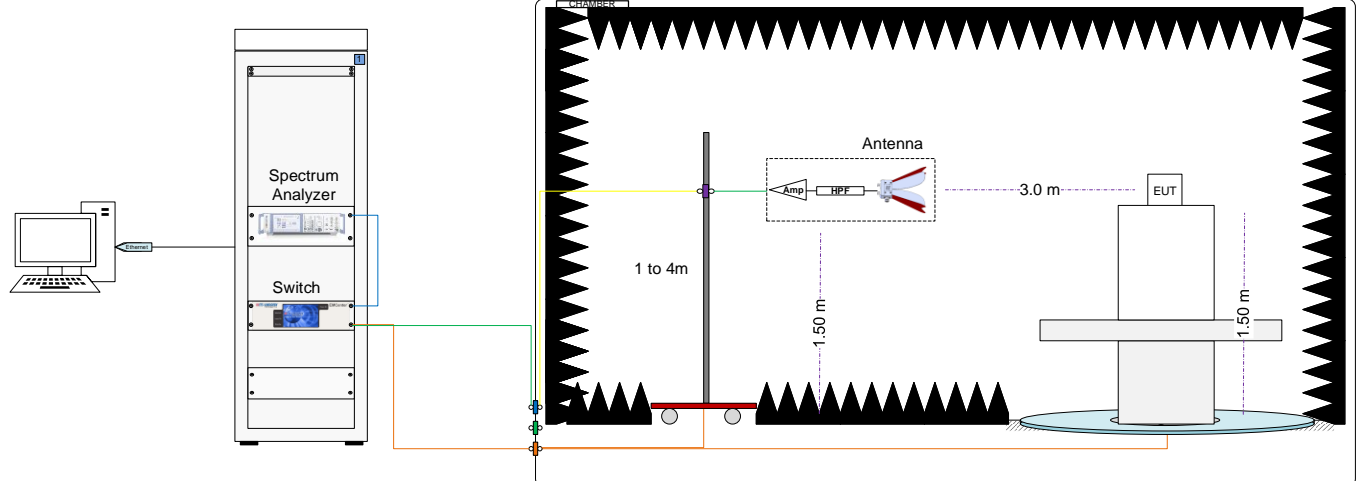 CHAMBER
1
Antenna
Spectrum
Analyzer
Amp
HPF
3.0 m
EUT
Ethernet
1 to 4m
Switch
1.50 m
1.50 m